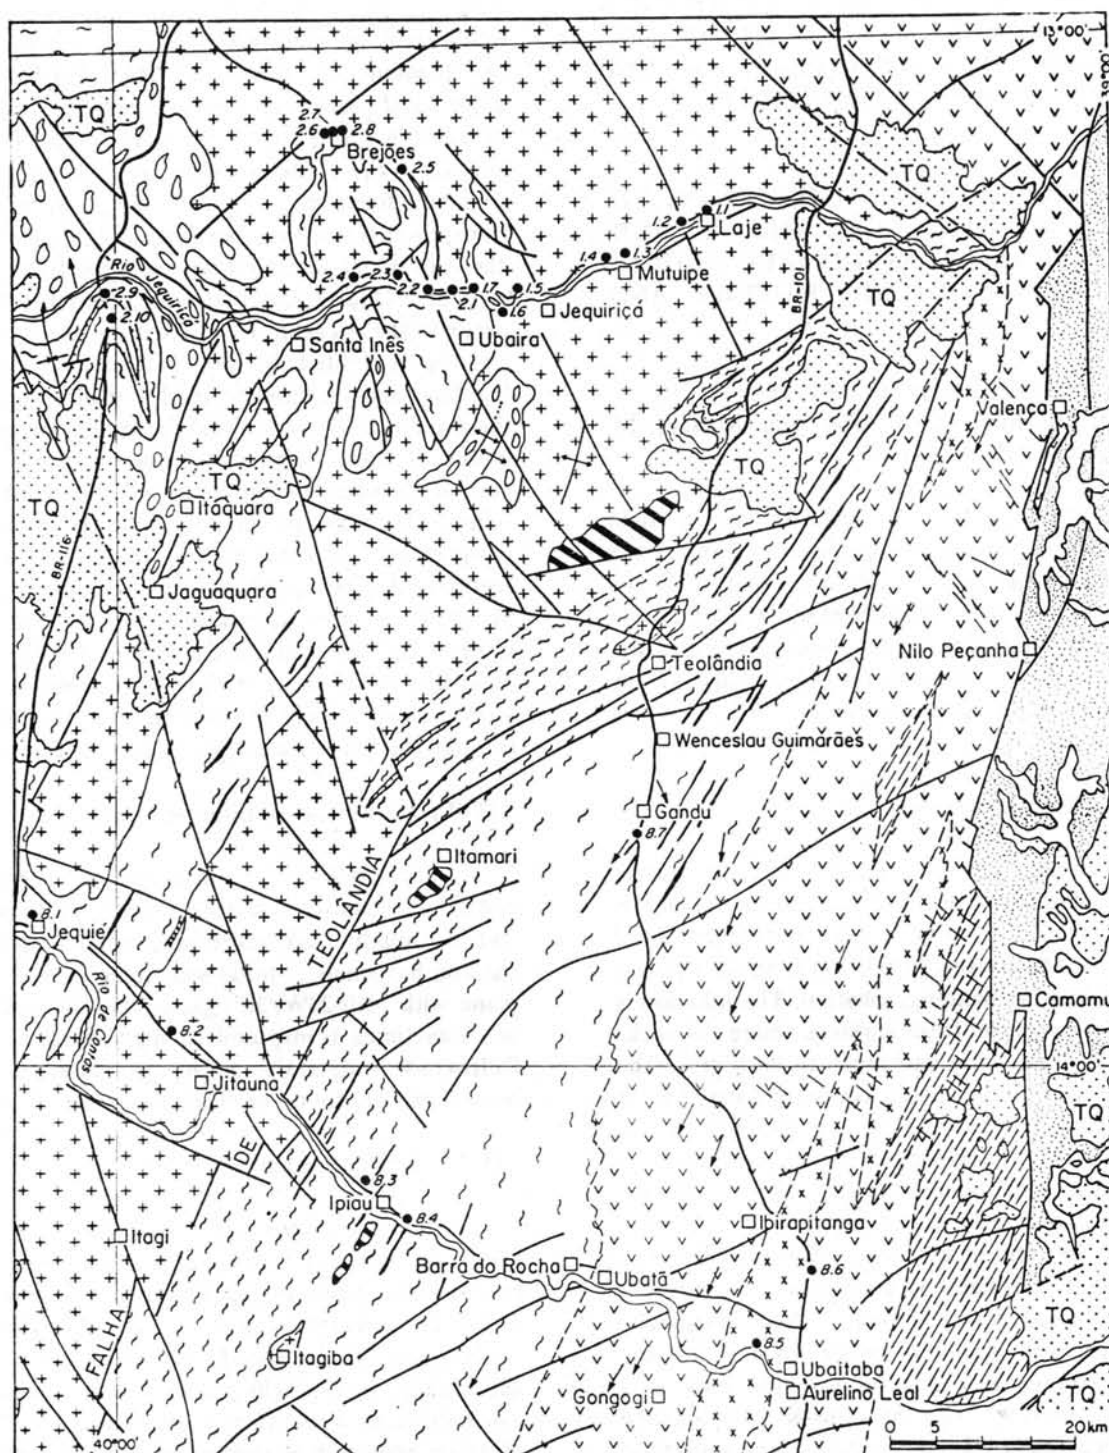 13°00'
39°00'
TQ
2.7
2.6
2.8
Brejões
2.5
TQ
1.1
1.2
Laje
1.3
1.4
Mutuipe
BR-101
TQ
Rio Jequiriçá
2.4
2.3
2.2
2.1
1.7
1.5
1.6
Jequiriçá
2.9
2.10
Santa Inês
Ubaira
Valença
TQ
TQ
TQ
Itaquara
BR-116
Jaguaquara
Nilo Peçanha
Teolândia
Wenceslau Guimarães
Gandu
8.7
Itamari
8.1
Jequié
Rio de Contas
8.2
Camamu
14°00'
Jitauna
TQ
FALHA DE TEOLANDIA
8.3
Ipiau
8.4
Ibirapitanga
Itagi
Barra do Rocha
Ubatã
8.6
TQ
8.5
Itagiba
Ubaitaba
Gongogi
Aurelino Leal
TQ
40°00'
0 5 20km